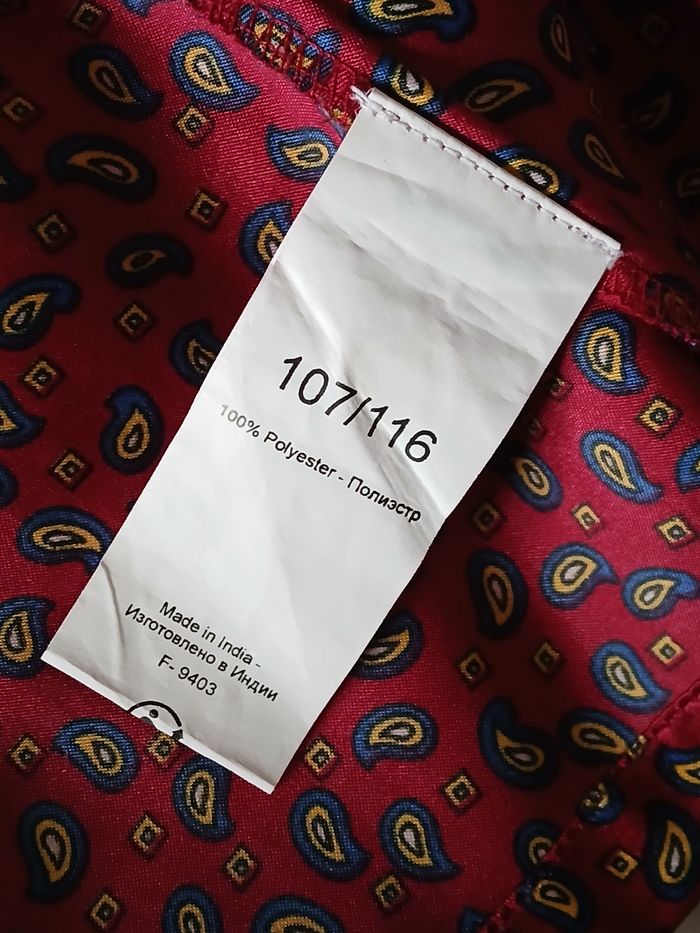 107/116
100% Polyester - Полиэстр
Made in India -
Изготовлено в Индии
F- 9403